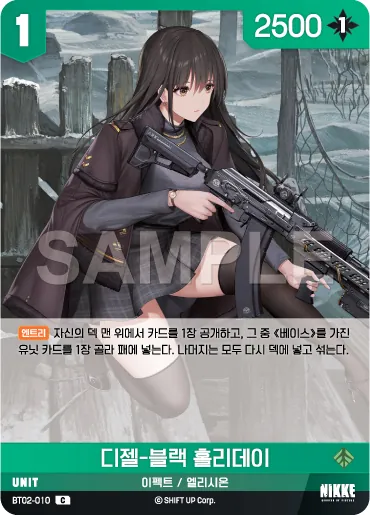 1
2500 1
SAMPLE
엔트리 자신의 덱 맨 위에서 카드를 1장 공개하고, 그 중 《베이스》를 가진
유닛 카드를 1장 골라 패에 넣는다. 나머지는 모두 다시 덱에 넣고 섞는다.
디젤-블랙 홀리데이
UNIT
이펙트 / 엘리시온
BT02-010 C
© SHIFT UP Corp.
NIKKE